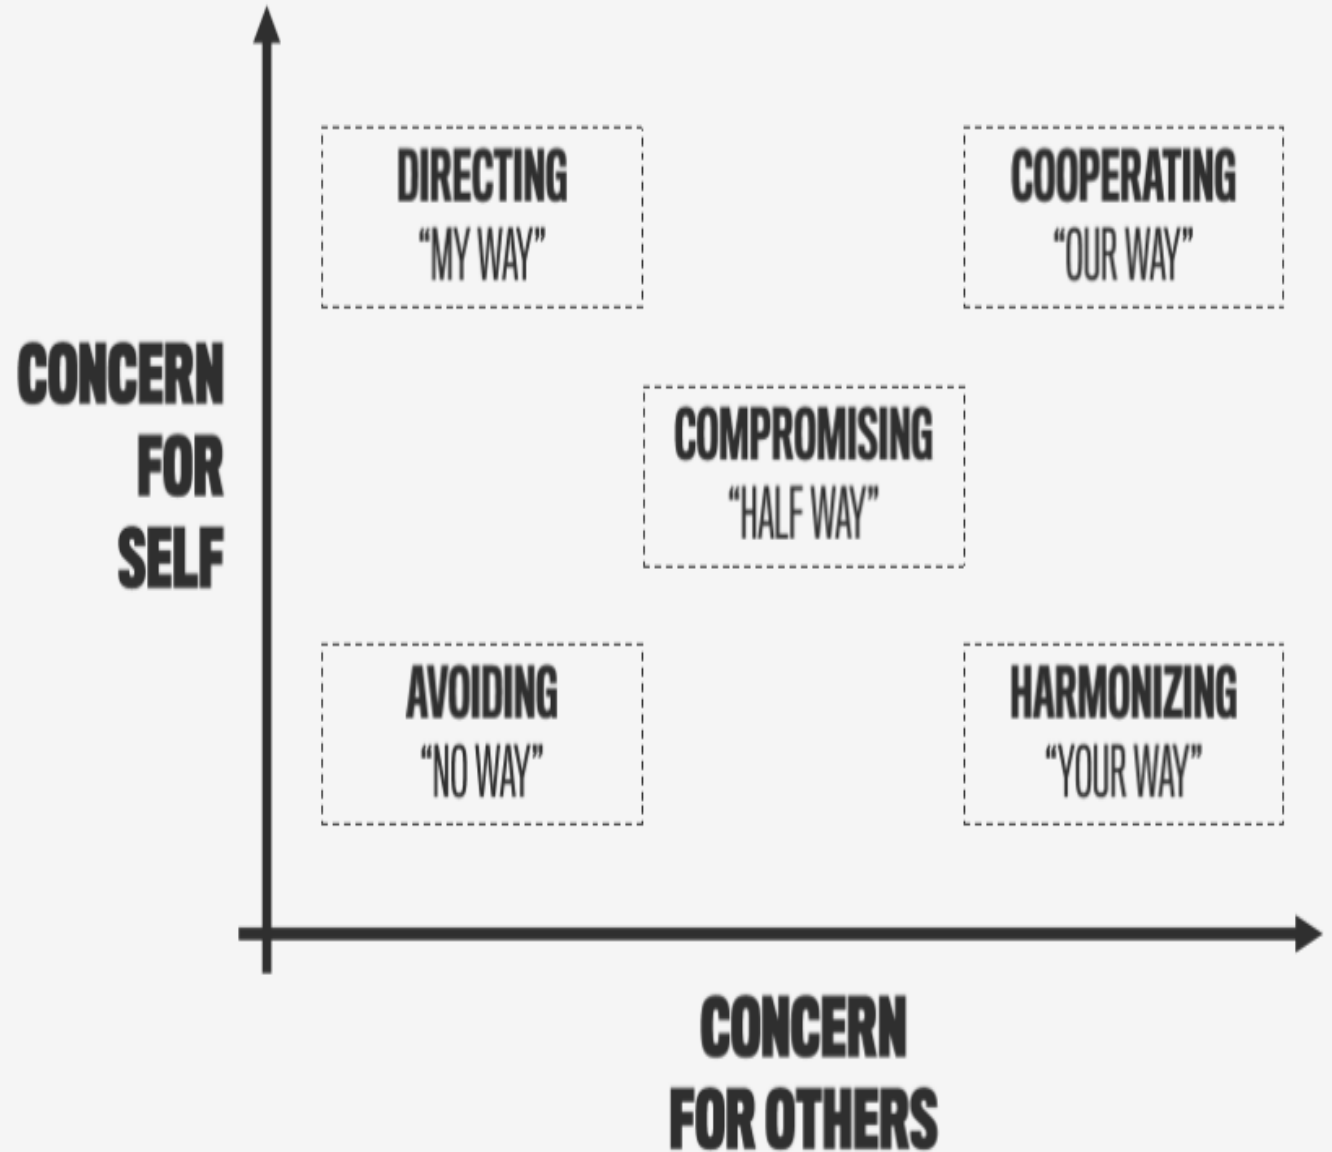 DIRECTING
“MY WAY”
COOPERATING
“OUR WAY”
CONCERN
FOR
SELF
COMPROMISING
“HALF WAY”
AVOIDING
“NO WAY”
HARMONIZING
“YOUR WAY”
CONCERN
FOR OTHERS